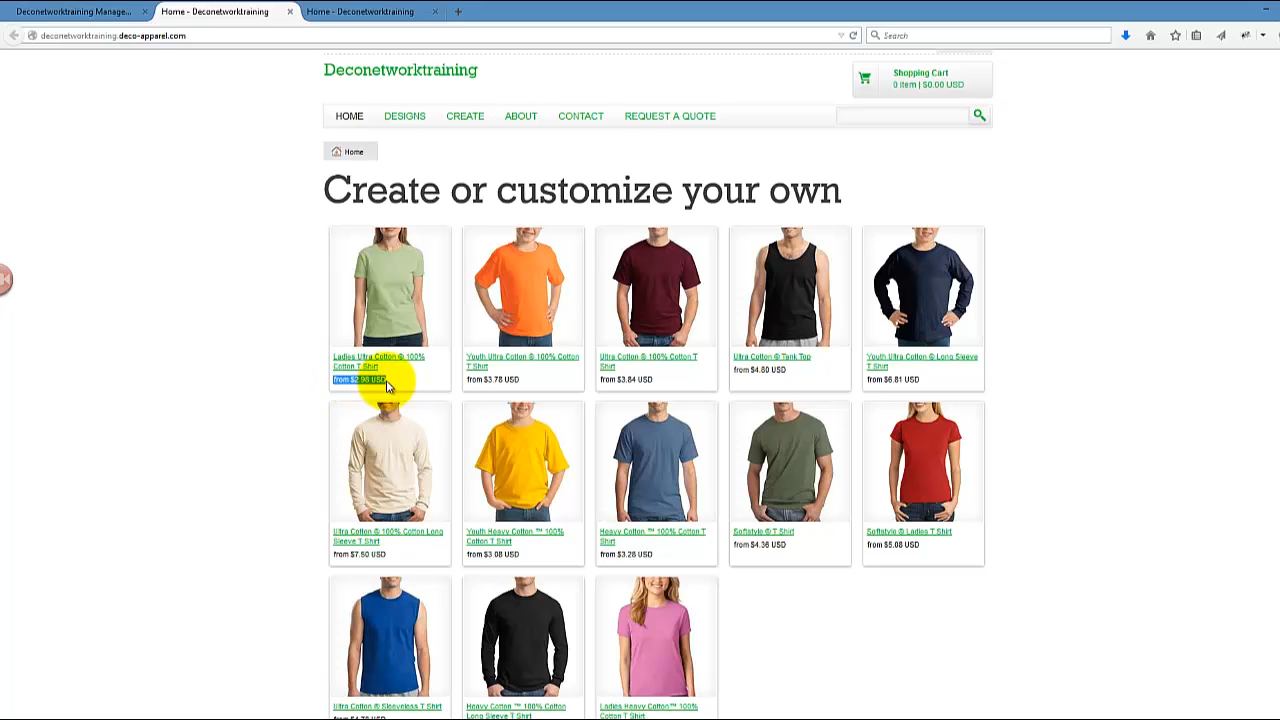 Deconetworktraining Manage...
Home - Deconetworktraining
Home - Deconetworktraining
deconetworktraining.deco-apparel.com
Search
Deconetworktraining
Shopping Cart
0 item | $0.00 USD
HOME
DESIGNS
CREATE
ABOUT
CONTACT
REQUEST A QUOTE
Home
Create or customize your own
Ladies Ultra Cotton ® 100%
Cotton T Shirt
from $2.98 USD
Youth Ultra Cotton ® 100% Cotton
T Shirt
from $3.78 USD
Ultra Cotton ® 100% Cotton T
Shirt
from $3.84 USD
Ultra Cotton ® Tank Top
from $4.80 USD
Youth Ultra Cotton ® Long Sleeve
T Shirt
from $6.81 USD
Ultra Cotton ® 100% Cotton Long
Sleeve T Shirt
from $7.50 USD
Youth Heavy Cotton ™ 100%
Cotton T Shirt
from $3.08 USD
Heavy Cotton ™ 100% Cotton T
Shirt
from $3.28 USD
Softstyle ® T Shirt
from $4.36 USD
Softstyle ® Ladies T Shirt
from $5.08 USD
Ultra Cotton ® Sleeveless T Shirt
Heavy Cotton ™ 100% Cotton
Long Sleeve T Shirt
Ladies Heavy Cotton™ 100%
Cotton T Shirt